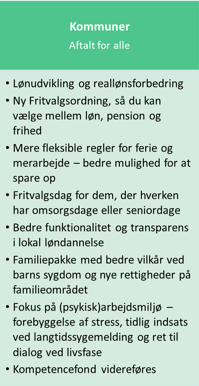 Kommuner
Aftalt for alle
• Lønudvikling og reallønsforbedring
• Ny Fritvalgsordning, så du kan
vælge mellem løn, pension og
frihed
• Mere fleksible regler for ferie og
merarbejde – bedre mulighed for at
spare op
• Fritvalgsdag for dem, der hverken
har omsorgsdage eller seniordage
• Bedre funktionalitet og transparens
i lokal løndannelse
• Familiepakke med bedre vilkår ved
barns sygdom og nye rettigheder på
familieområdet
• Fokus på (psykisk)arbejdsmiljø –
forebyggelse af stress, tidlig indsats
ved langtidssygemelding og ret til
dialog ved livsfase
• Kompetencefond videreføres